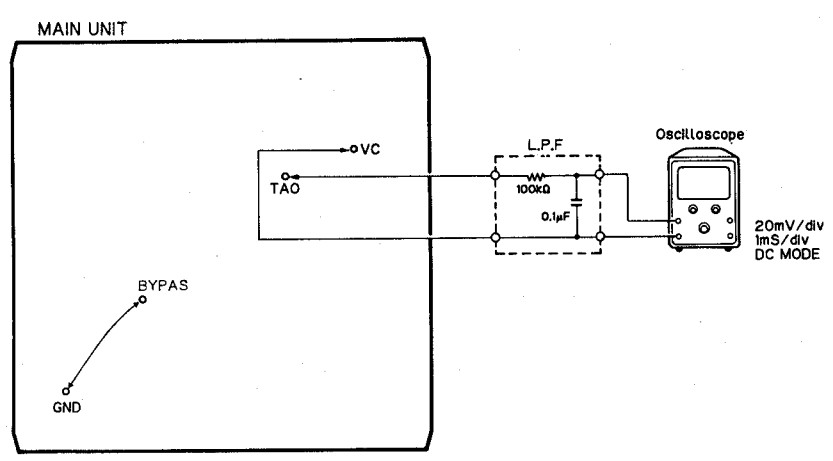 MAIN UNIT
VC
TAO
L.P.F
100kΩ
0.1μF
Oscilloscope
20mV/div
1mS/div
DC MODE
BYPAS
GND